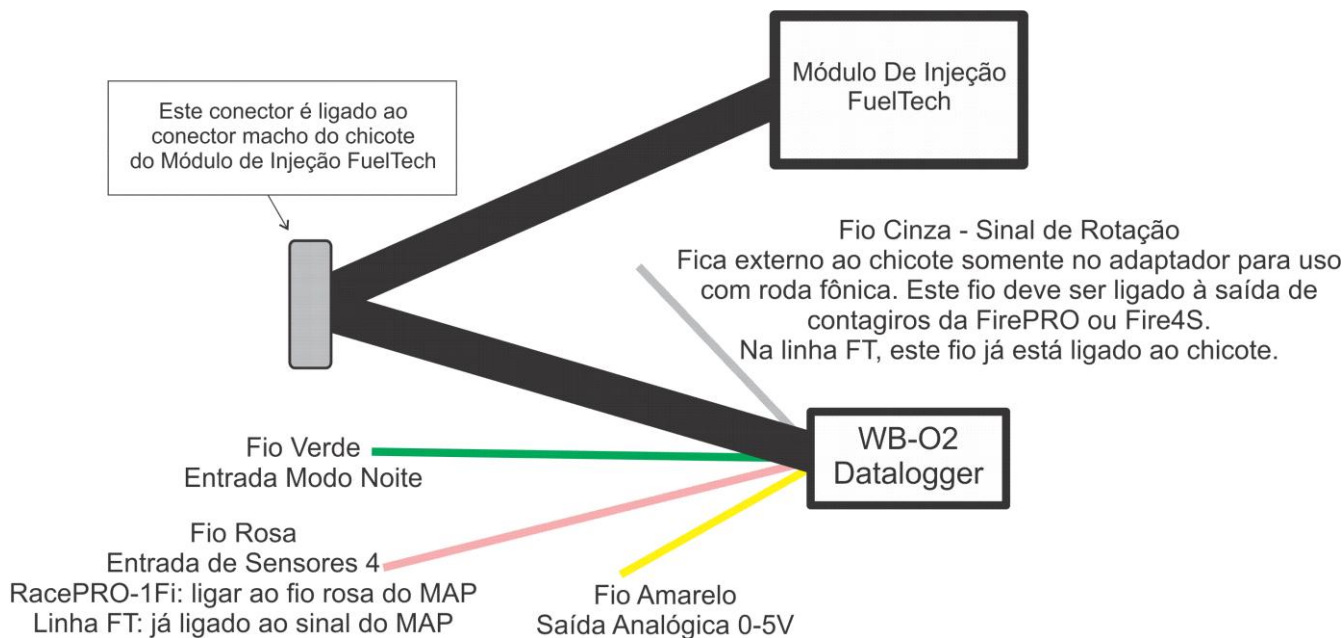 Módulo De Injeção
FuelTech
Este conector é ligado ao
conector macho do chicote
do Módulo de Injeção FuelTech
Fio Cinza - Sinal de Rotação
Fica externo ao chicote somente no adaptador para uso
com roda fônica. Este fio deve ser ligado à saída de
contagiros da FirePRO ou Fire4S.
Na linha FT, este fio já está ligado ao chicote.
WB-O2
Datalogger
Fio Verde
Entrada Modo Noite
Fio Rosa
Entrada de Sensores 4
RacePRO-1Fi: ligar ao fio rosa do MAP
Linha FT: já ligado ao sinal do MAP
Fio Amarelo
Saída Analógica 0-5V